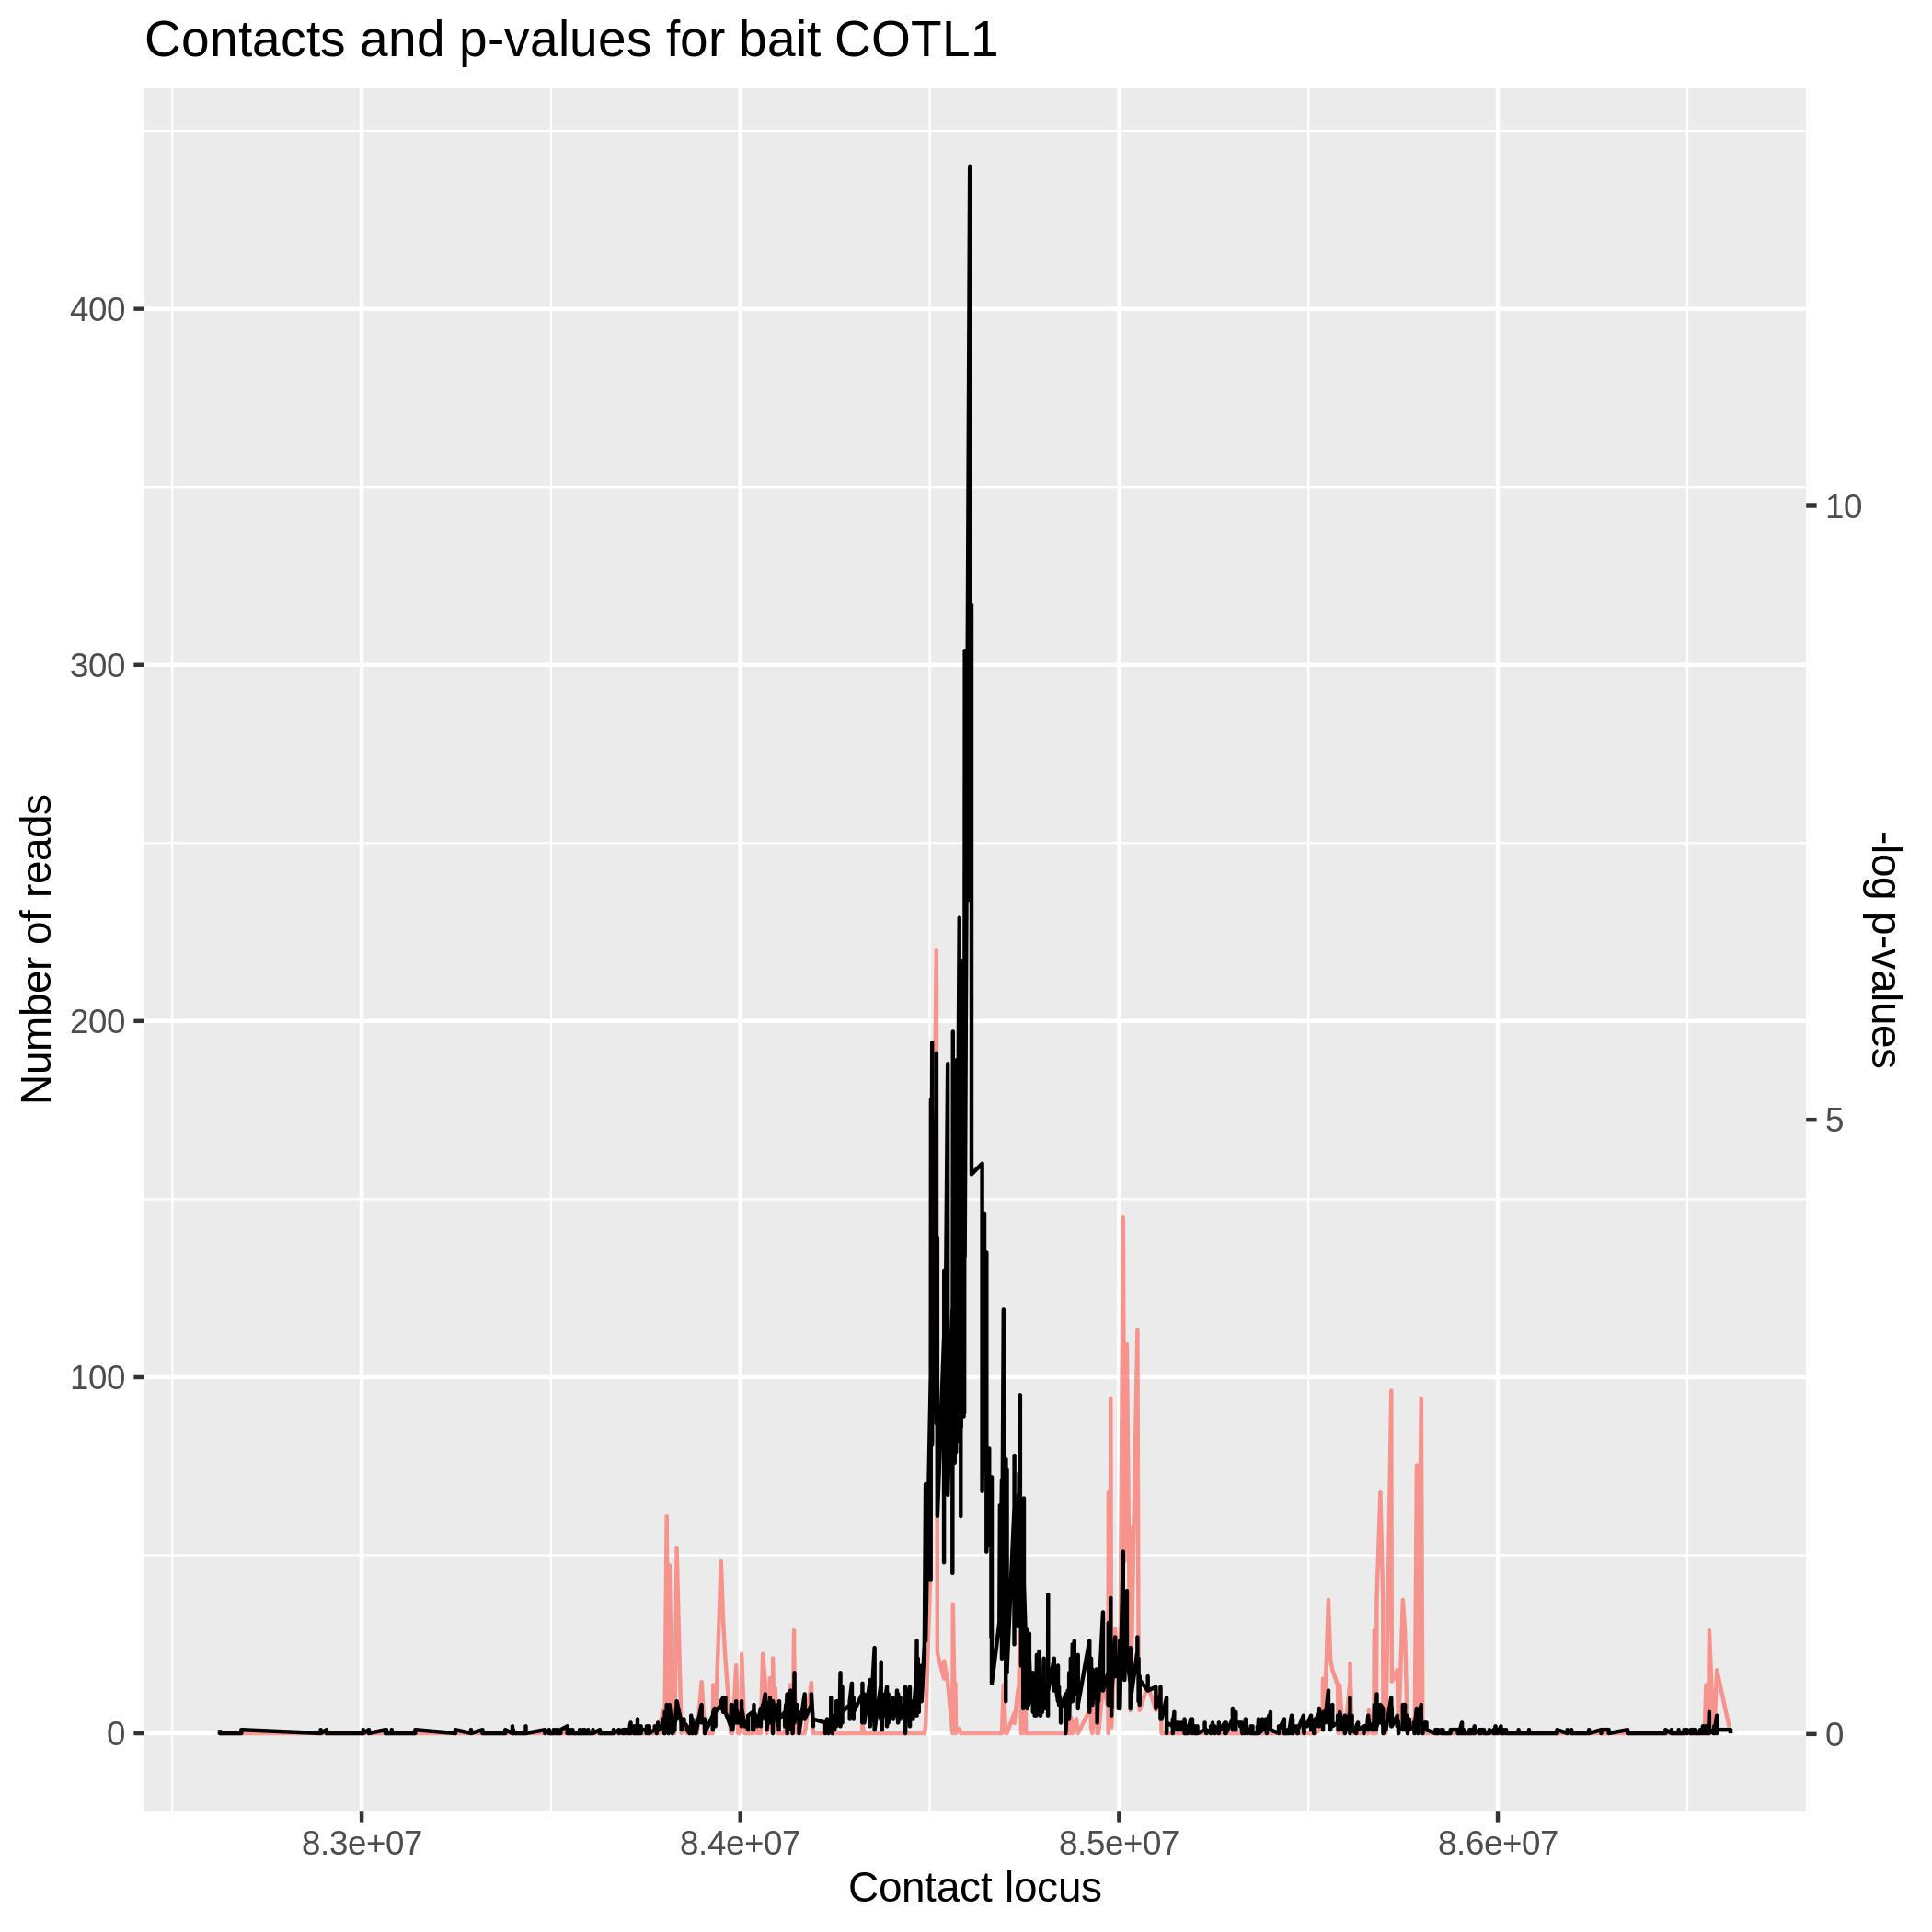 Contacts and p-values for bait COTL1
Number of reads
400
300
200
100
0
10
5
0
-log p-values
8.3e+07
8.4e+07
8.5e+07
8.6e+07
Contact locus